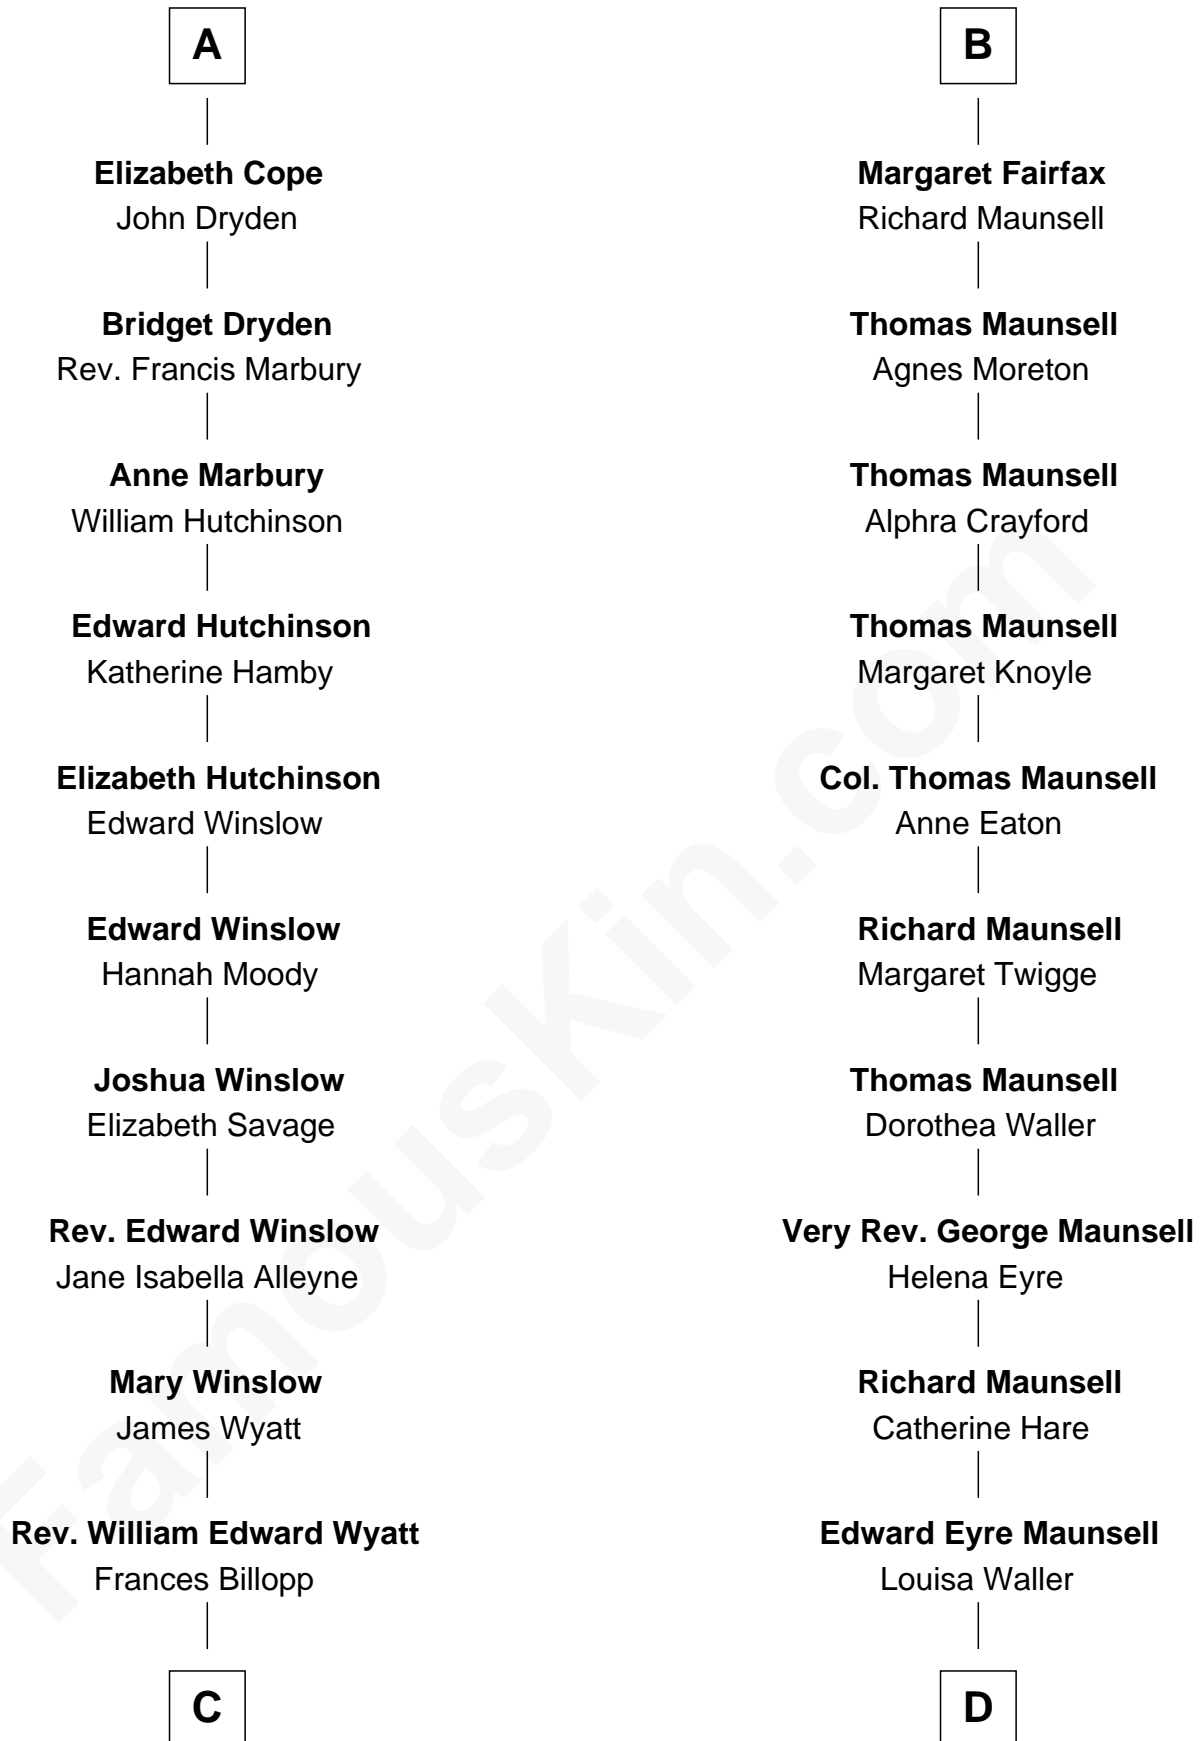 A
Elizabeth Cope
John Dryden
Bridget Dryden
Rev. Francis Marbury
Anne Marbury
William Hutchinson
Edward Hutchinson
Katherine Hamby
Elizabeth Hutchinson
Edward Winslow
Edward Winslow
Hannah Moody
Joshua Winslow
Elizabeth Savage
Rev. Edward Winslow
Jane Isabella Alleyne
Mary Winslow
James Wyatt
Rev. William Edward Wyatt
Frances Billopp
C
B
Margaret Fairfax
Richard Maunsell
Thomas Maunsell
Agnes Moreton
Thomas Maunsell
Alphra Crayford
Thomas Maunsell
Margaret Knoyle
Col. Thomas Maunsell
Anne Eaton
Richard Maunsell
Margaret Twigge
Thomas Maunsell
Dorothea Waller
Very Rev. George Maunsell
Helena Eyre
Richard Maunsell
Catherine Hare
Edward Eyre Maunsell
Louisa Waller
D
FamousKin.com